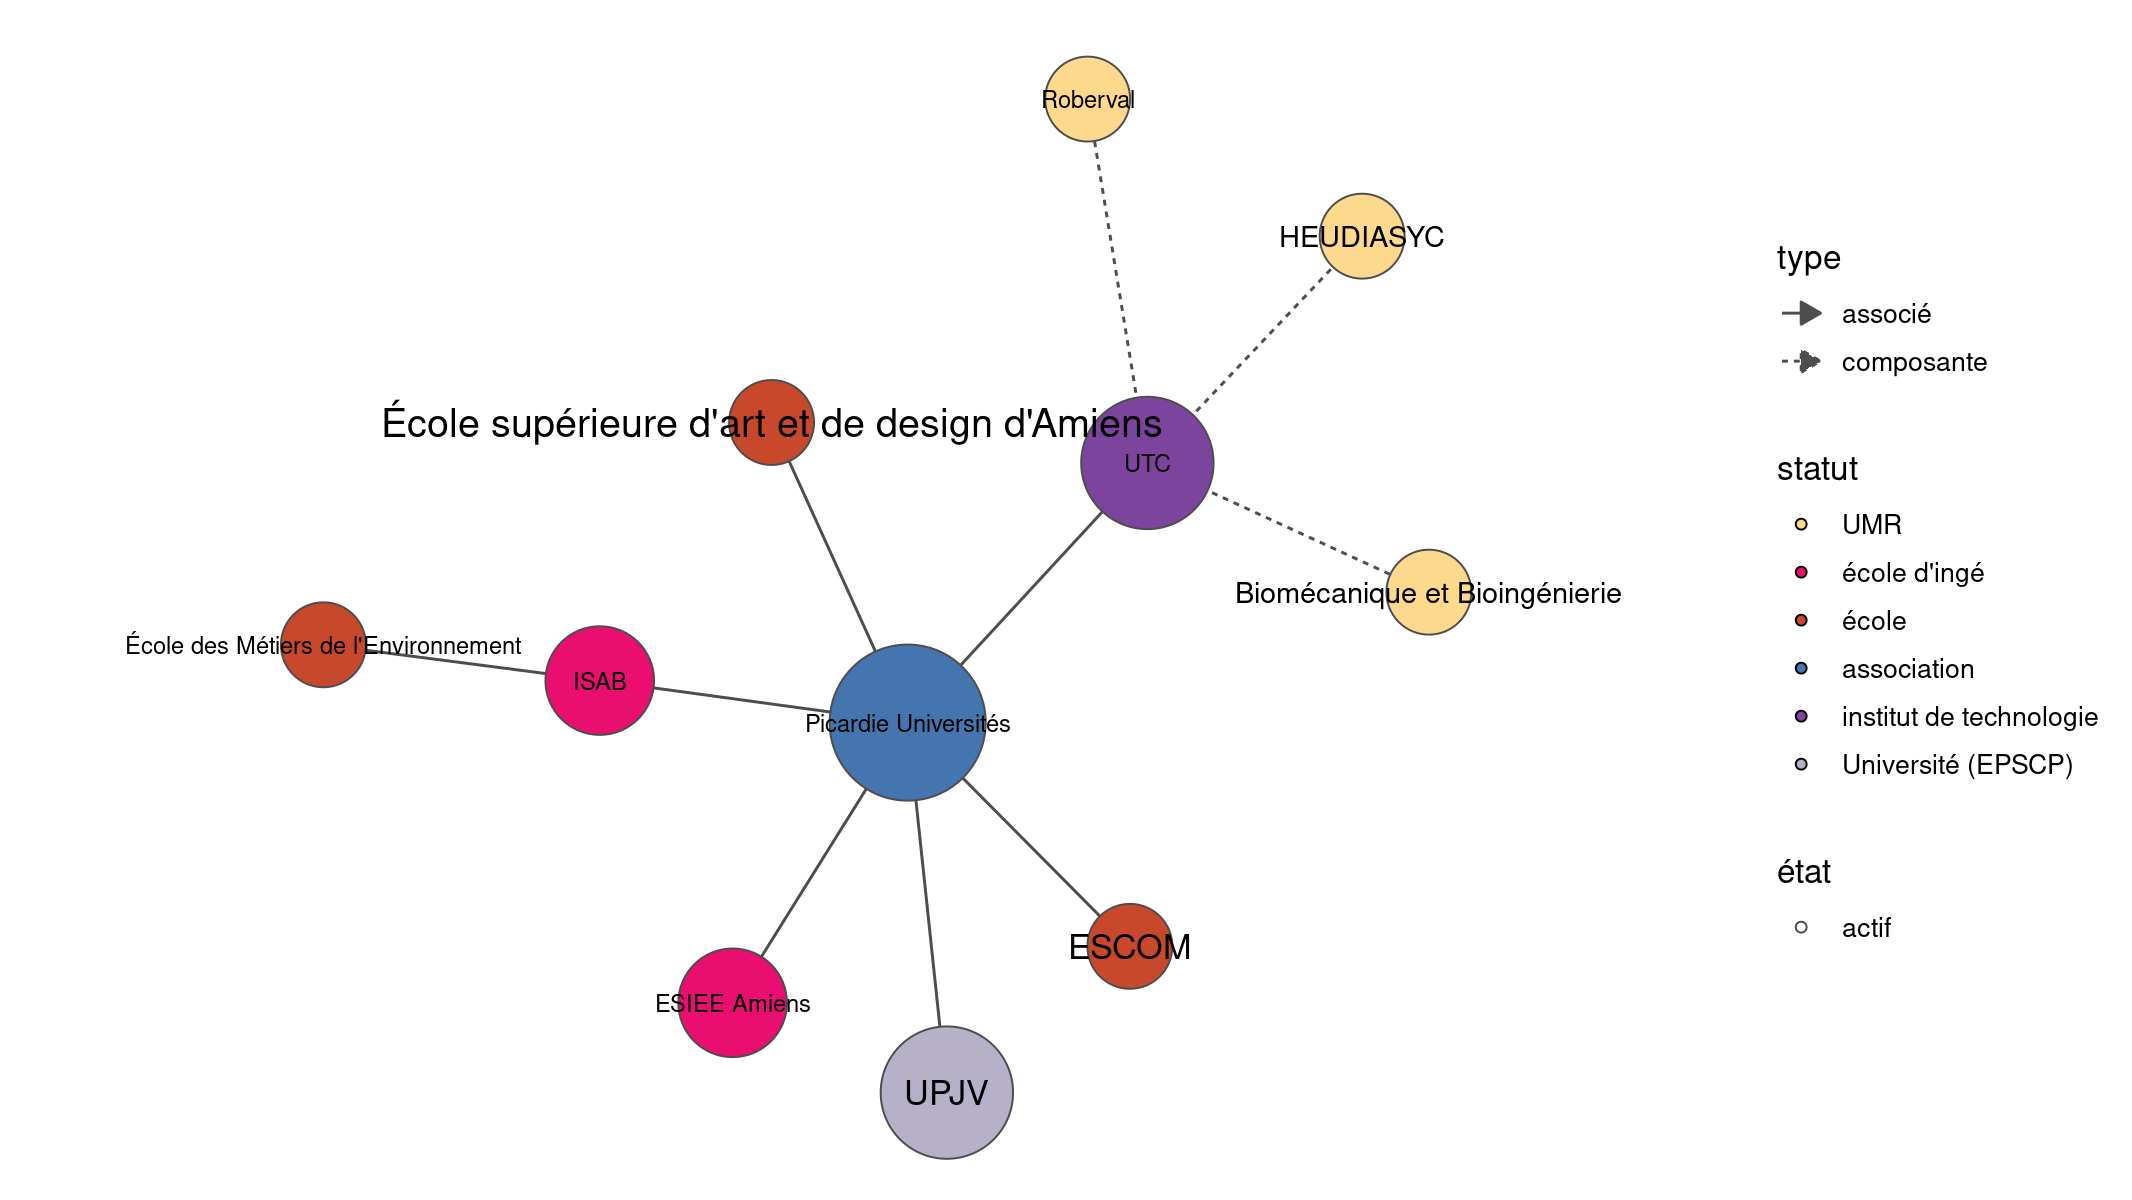 Roberval
HEUDIASYC
École supérieure d'art et de design d'Amiens
UTC
Biomécanique et Bioingénierie
École des Métiers de l'Environnement
ISAB
Picardie Universités
ESCOM
ESIEE Amiens
UPJV
type
associé
composante
statut
UMR
école d'ingé
école
association
institut de technologie
Université (EPSCP)
état
actif